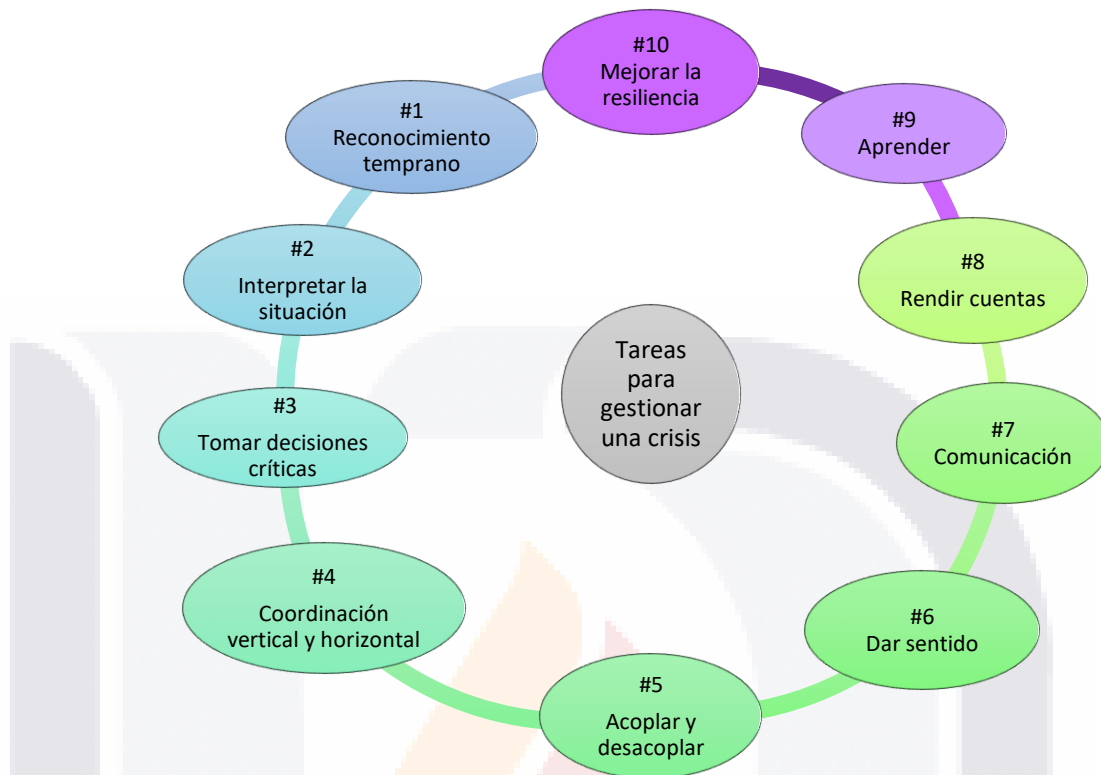 #10
Mejorar la
resiliencia
#1
Reconocimiento
temprano
#9
Aprender
#2
Interpretar la
situación
#8
Rendir cuentas
Tareas
para
gestionar
una crisis
#3
Tomar decisiones
críticas
#7
Comunicación
#4
Coordinación
vertical y horizontal
#6
Dar sentido
#5
Acoplar y
desacoplar